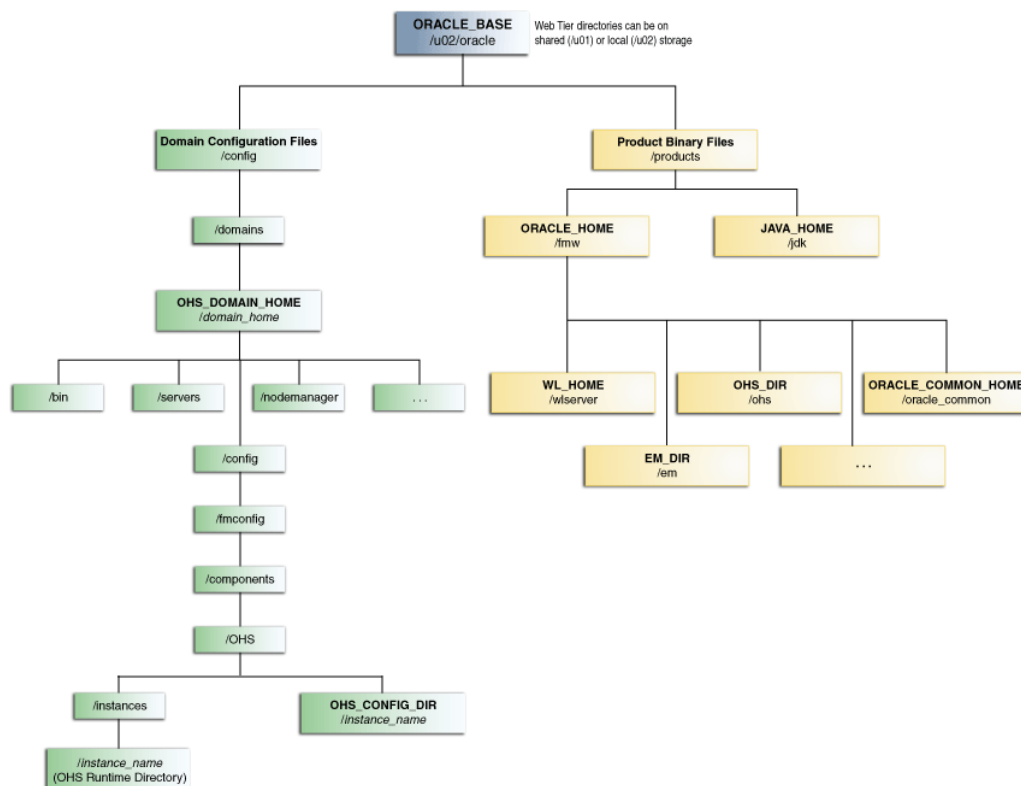 ORACLE_BASE
/u02/oracle
Web Tier directories can be on
shared (/u01) or local (/u02) storage
Domain Configuration Files
/config
Product Binary Files
/products
/domains
ORACLE_HOME
/fmw
JAVA_HOME
/jdk
OHS_DOMAIN_HOME
/domain_home
/bin
/servers
/nodemanager
. . .
WL_HOME
/wlserver
OHS_DIR
/ohs
ORACLE_COMMON_HOME
/oracle_common
/config
EM_DIR
/em
. . .
/fmconfig
/components
/OHS
/instances
OHS_CONFIG_DIR
/instance_name
/instance_name
(OHS Runtime Directory)